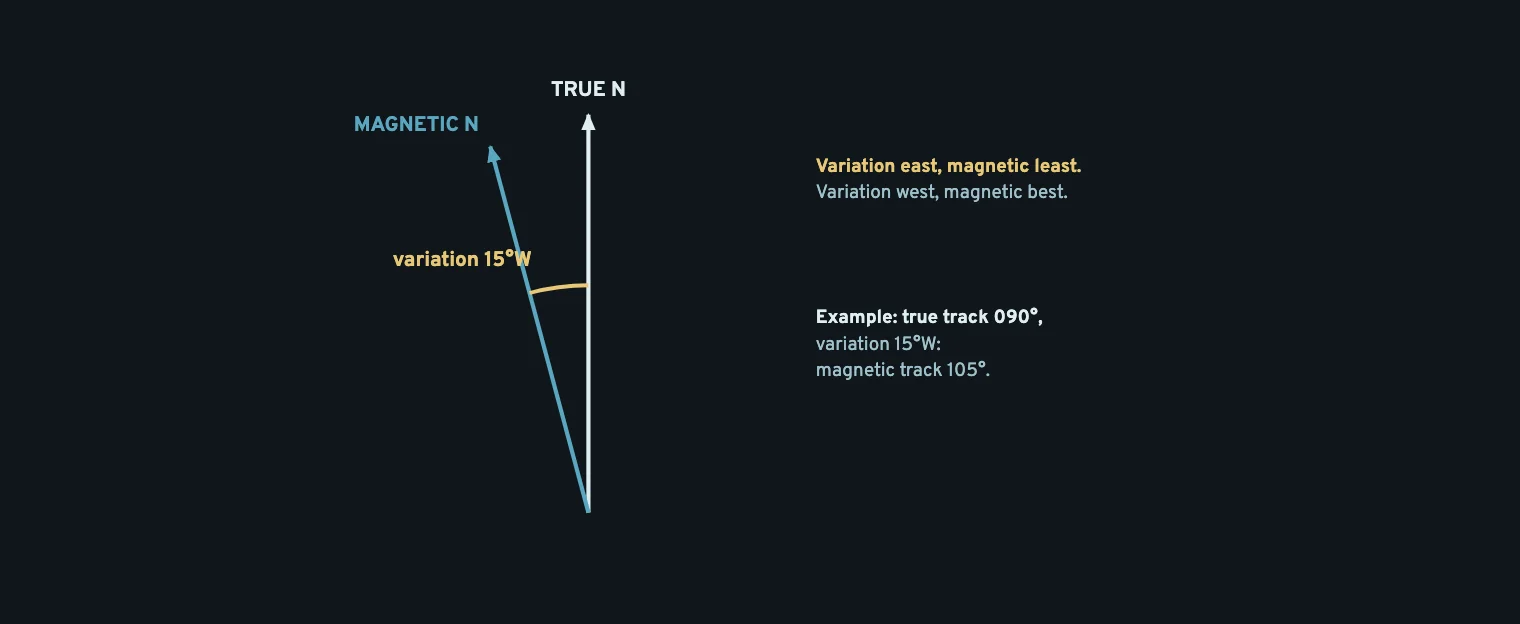 TRUE N
MAGNETIC N
variation 15°W
Variation east, magnetic least.
Variation west, magnetic best.
Example: true track 090°,
variation 15°W:
magnetic track 105°.